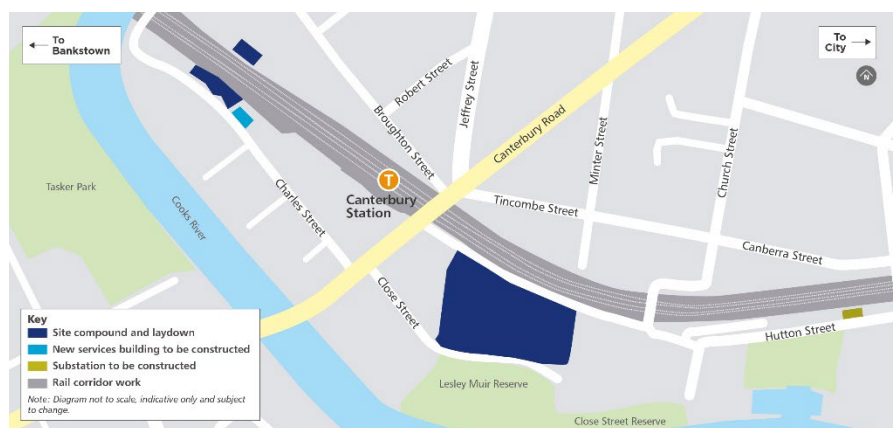 To
Bankstown
To
City
N
Robert Street
Jeffrey Street
Broughton Street
Canterbury Road
Minter Street
Church Street
Tasker Park
Cooks River
T
Canterbury
Station
Charles Street
Tincombe Street
Canberra Street
Close Street
Hutton Street
Lesley Muir Reserve
Close Street Reserve
Key
Site compound and laydown
New services building to be constructed
Substation to be constructed
Rail corridor work
Note: Diagram not to scale, indicative only and subject
to change.